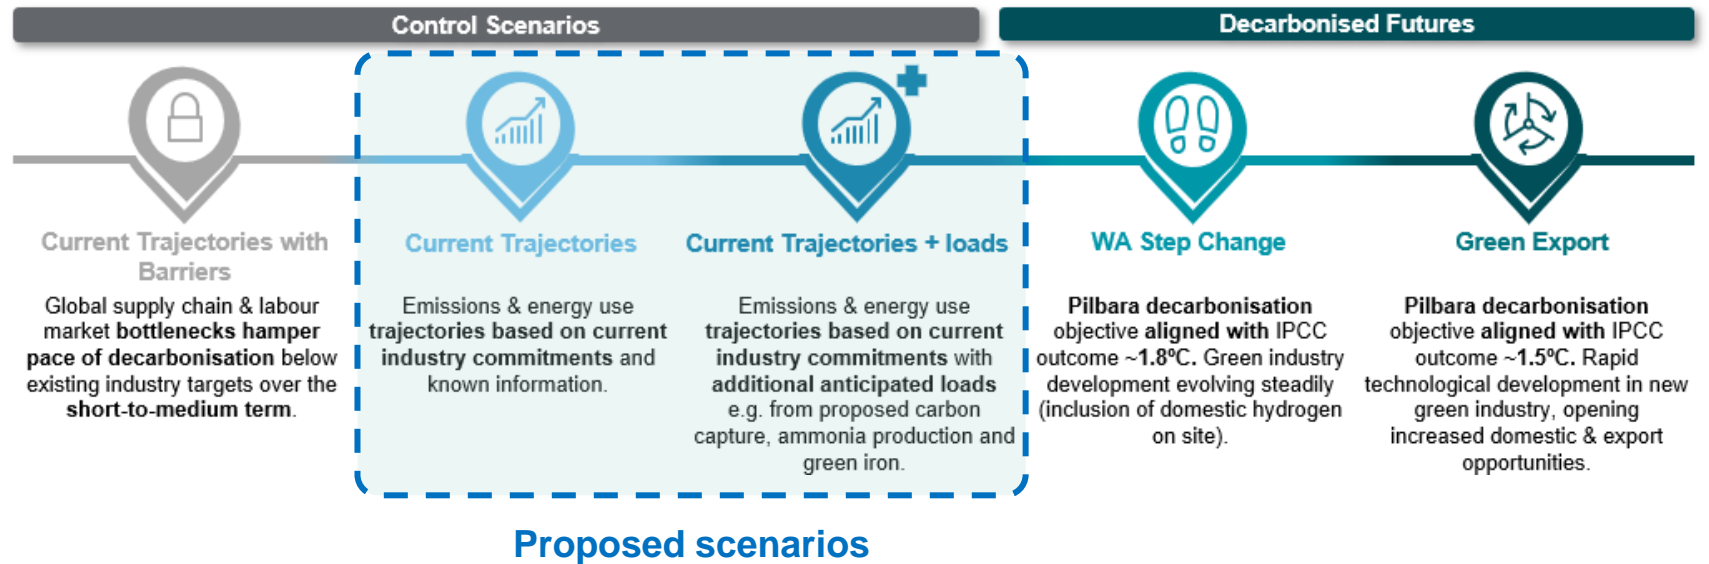 Control Scenarios
Decarbonised Futures
Current Trajectories with
Barriers
Global supply chain & labour
market bottlenecks hamper
pace of decarbonisation below
existing industry targets over the
short-to-medium term.
Current Trajectories
Emissions & energy use
trajectories based on current
industry commitments and
known information.
Current Trajectories + loads
Emissions & energy use
trajectories based on current
industry commitments with
additional anticipated loads
e.g. from proposed carbon
capture, ammonia production and
green iron.
WA Step Change
Pilbara decarbonisation
objective aligned with IPCC
outcome ~1.8ºC. Green industry
development evolving steadily
(inclusion of domestic hydrogen
on site).
Green Export
Pilbara decarbonisation
objective aligned with IPCC
outcome ~1.5ºC. Rapid
technological development in new
green industry, opening
increased domestic & export
opportunities.
Proposed scenarios